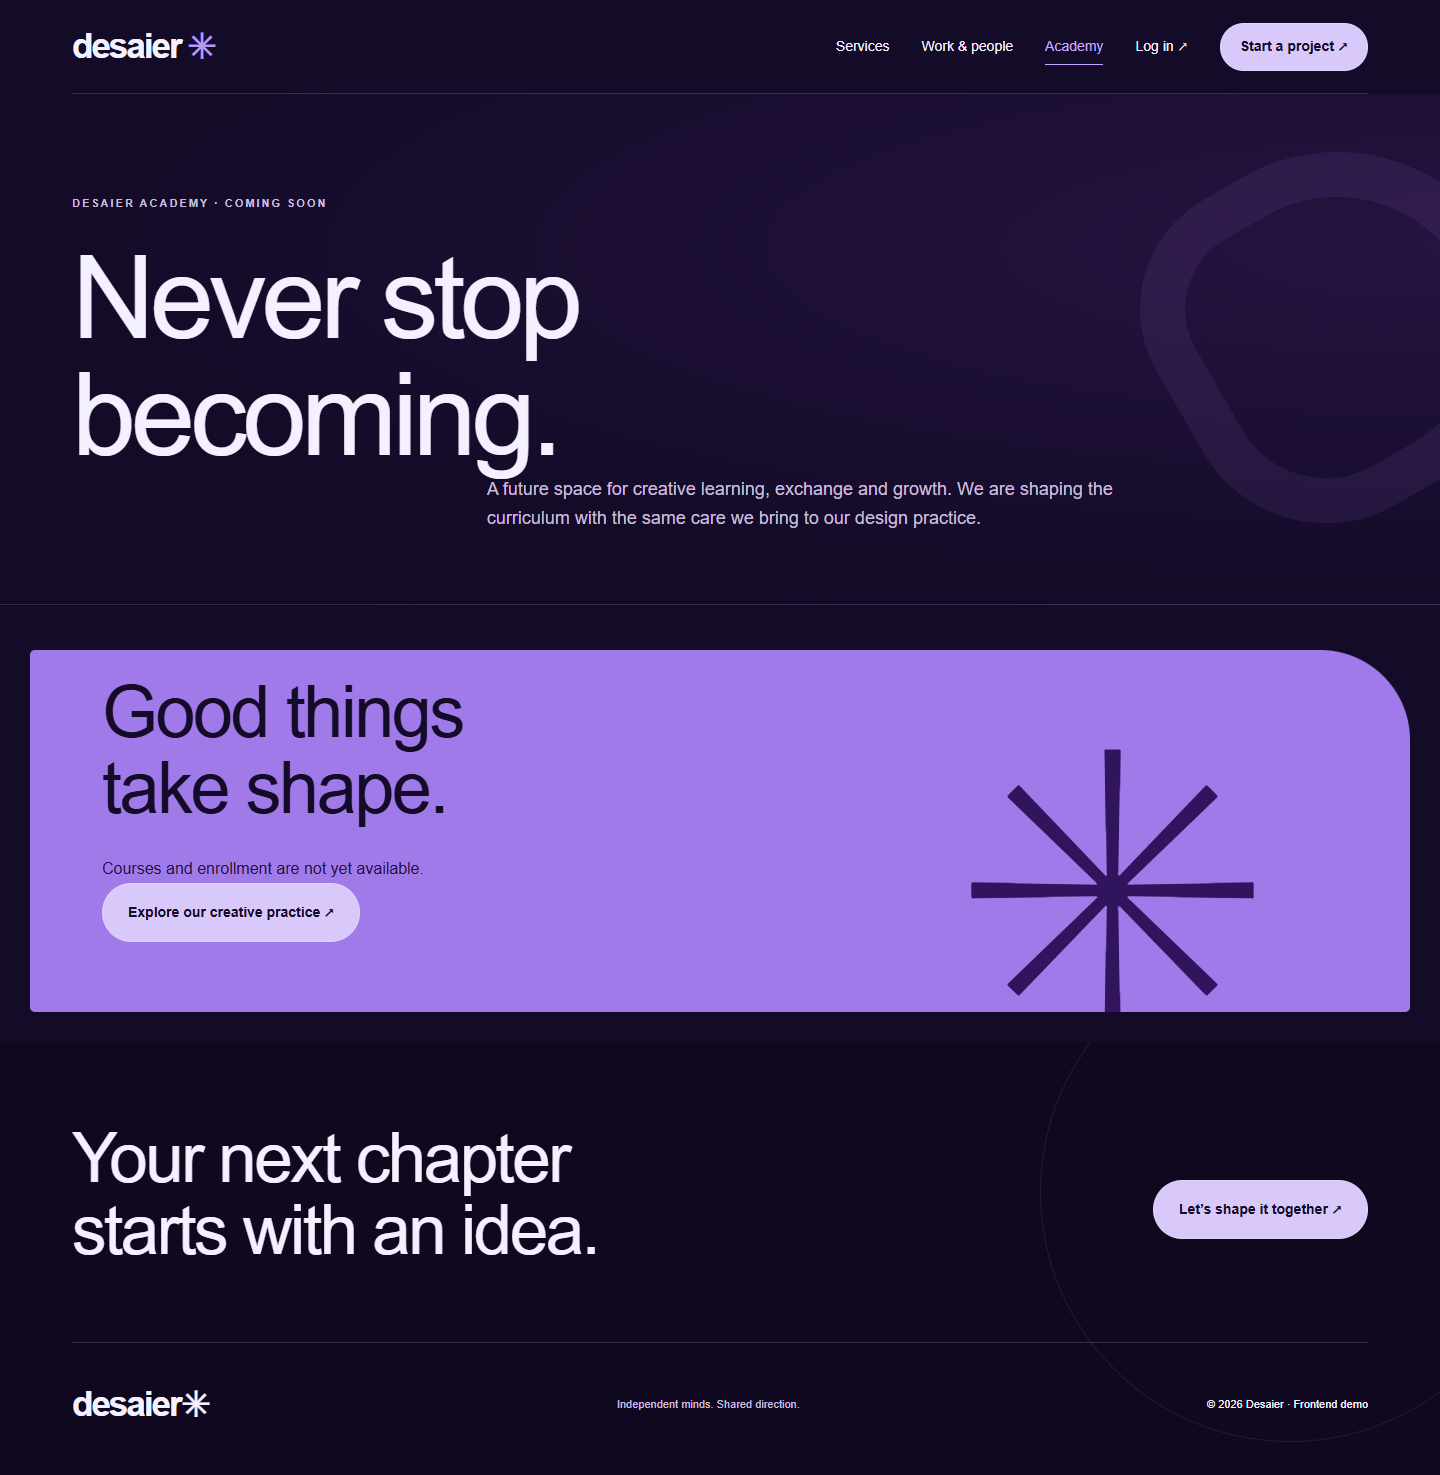 desaier ✳
Services Work & people Academy Log in ↗ Start a project ↗
DESAIER ACADEMY · COMING SOON
Never stop
becoming.
A future space for creative learning, exchange and growth. We are shaping the
curriculum with the same care we bring to our design practice.
Good things
take shape.
Courses and enrollment are not yet available.
Explore our creative practice ↗
Your next chapter
starts with an idea.
Let’s shape it together ↗
desaier✳
Independent minds. Shared direction.
© 2026 Desaier · Frontend demo